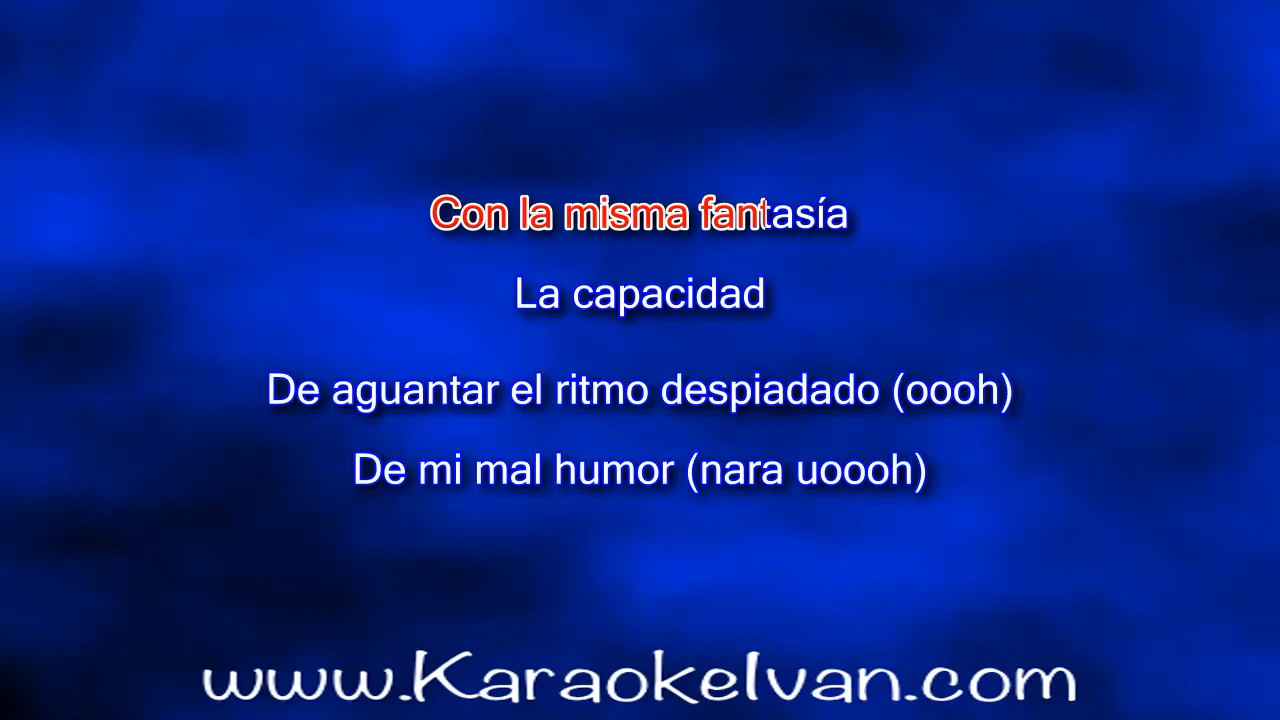 Con la misma fantasía
La capacidad
De aguantar el ritmo despiadado (oooh)
De mi mal humor (nara uoooh)
www.KaraokeIvan.com